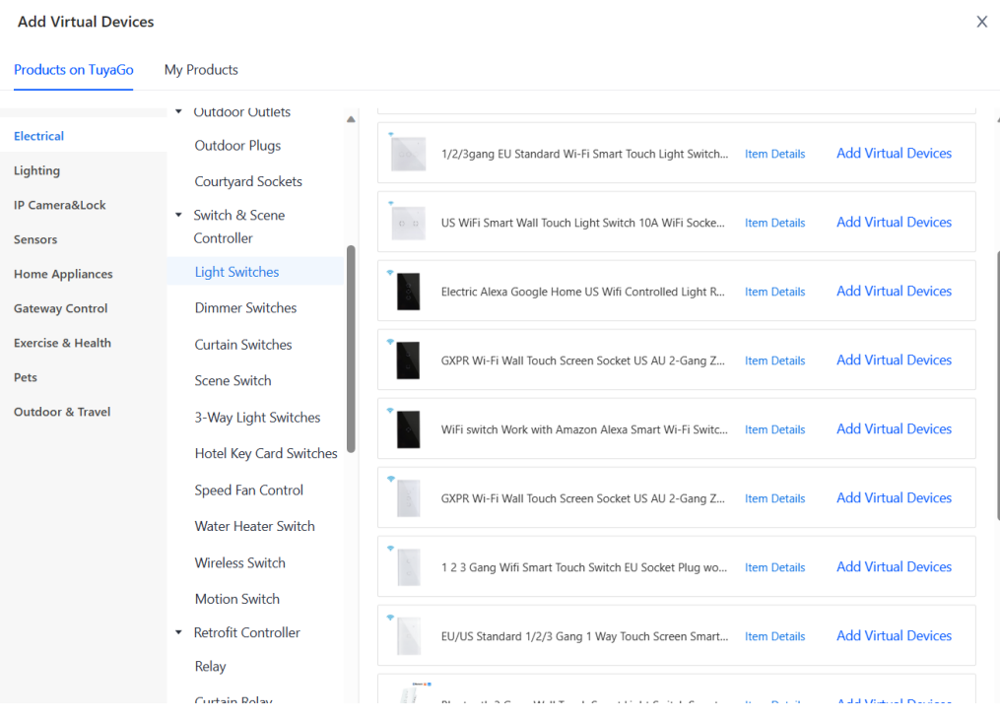 Add Virtual Devices
Products on TuyaGo
My Products
Electrical
Lighting
IP Camera&Lock
Sensors
Home Appliances
Gateway Control
Exercise & Health
Pets
Outdoor & Travel
Outdoor Outlets
Outdoor Plugs
Courtyard Sockets
Switch & Scene
Controller
Light Switches
Dimmer Switches
Curtain Switches
Scene Switch
3-Way Light Switches
Hotel Key Card Switches
Speed Fan Control
Water Heater Switch
Wireless Switch
Motion Switch
Retrofit Controller
Relay
Curtain Relay
1/2/3gang EU Standard Wi-Fi Smart Touch Light Switch... Item Details Add Virtual Devices
US WiFi Smart Wall Touch Light Switch 10A WiFi Socke... Item Details Add Virtual Devices
Electric Alexa Google Home US Wifi Controlled Light R... Item Details Add Virtual Devices
GXPR Wi-Fi Wall Touch Screen Socket US AU 2-Gang Z... Item Details Add Virtual Devices
WiFi switch Work with Amazon Alexa Smart Wi-Fi Switc... Item Details Add Virtual Devices
GXPR Wi-Fi Wall Touch Screen Socket US AU 2-Gang Z... Item Details Add Virtual Devices
1 2 3 Gang Wifi Smart Touch Switch EU Socket Plug wo... Item Details Add Virtual Devices
EU/US Standard 1/2/3 Gang 1 Way Touch Screen Smart... Item Details Add Virtual Devices
Item Details Add Virtual Devices